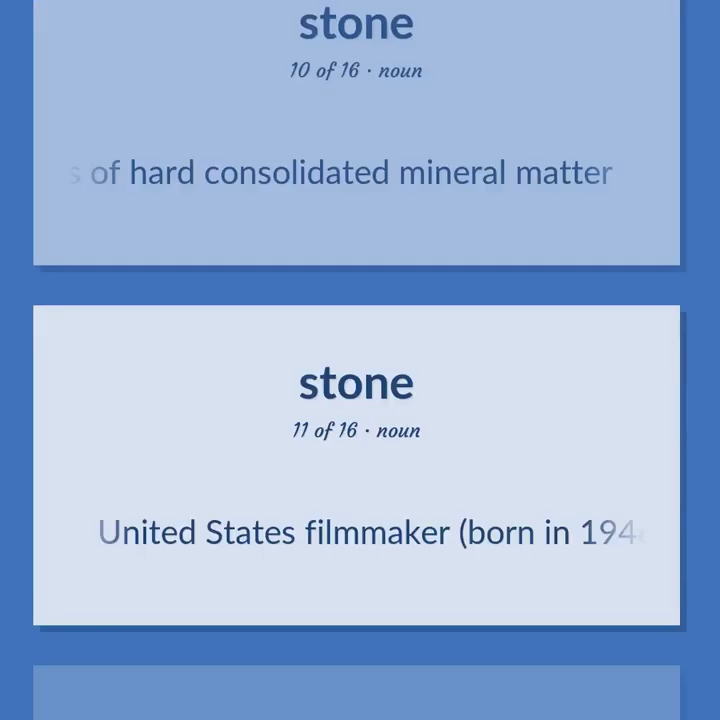 stone
10 of 16 · noun
of hard consolidated mineral matter
stone
11 of 16 · noun
United States filmmaker (born in